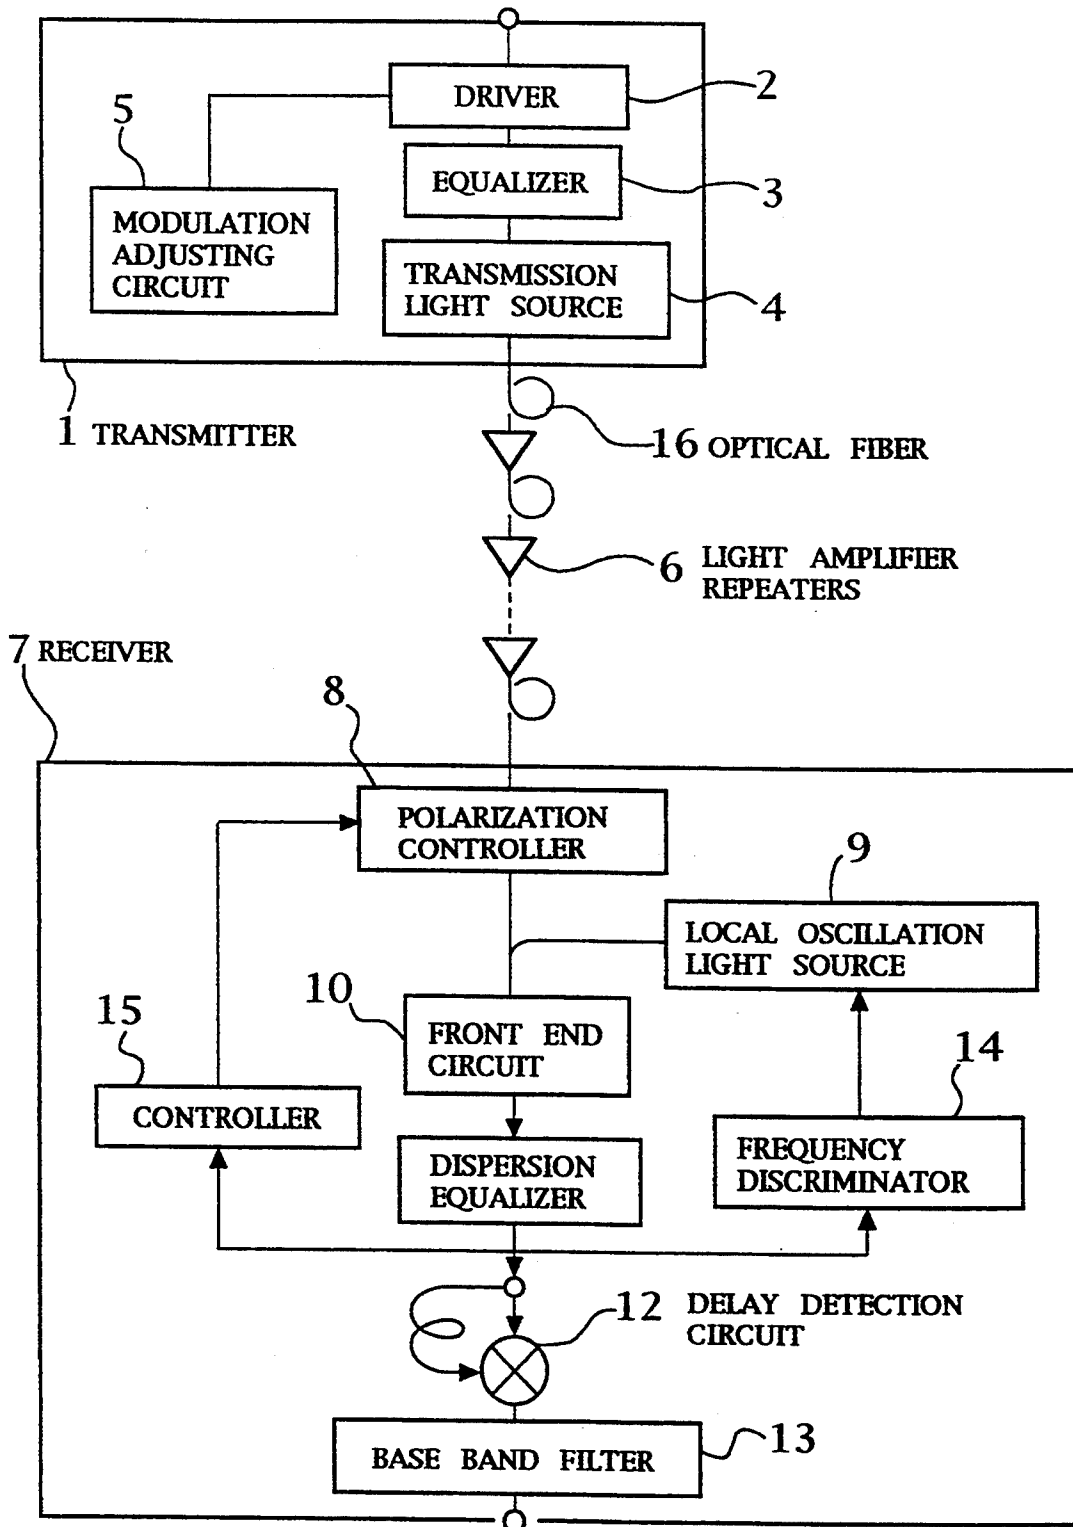 DRIVER
2
5
EQUALIZER
3
MODULATION
ADJUSTING
CIRCUIT
TRANSMISSION
LIGHT SOURCE
4
1 TRANSMITTER
16 OPTICAL FIBER
6 LIGHT AMPLIFIER
REPEATERS
7 RECEIVER
8
POLARIZATION
CONTROLLER
9
LOCAL OSCILLATION
LIGHT SOURCE
10
FRONT END
CIRCUIT
15
CONTROLLER
14
FREQUENCY
DISCRIMINATOR
DISPERSION
EQUALIZER
12 DELAY DETECTION
CIRCUIT
BASE BAND FILTER
13